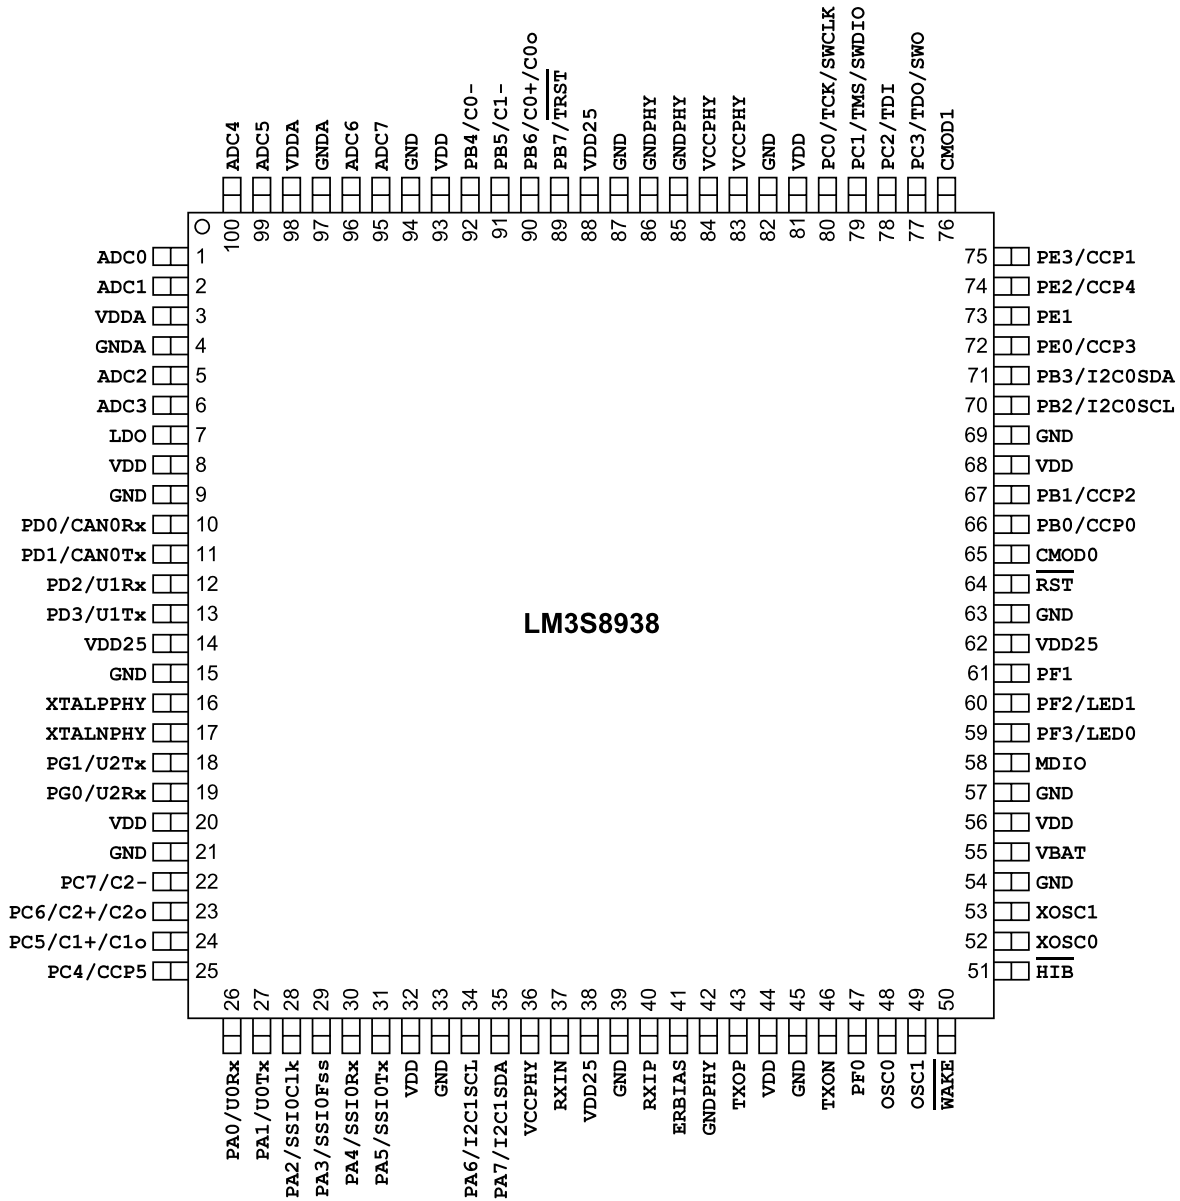 ADC4
ADC5
VDDA
GNDA
ADC6
ADC7
GND
VDD
PB4/C0-
PB5/C1-
PB6/C0+/C0o
PB7/TRST
VDD25
GND
GNDPHY
GNDPHY
VCCPHY
VCCPHY
GND
VDD
PC0/TCK/SWCLK
PC1/TMS/SWDIO
PC2/TDI
PC3/TDO/SWO
CMOD1
100
99
98
97
96
95
94
93
92
91
90
89
88
87
86
85
84
83
82
81
80
79
78
77
76
ADC0 1
ADC1 2
VDDA 3
GNDA 4
ADC2 5
ADC3 6
LDO 7
VDD 8
GND 9
PD0/CAN0Rx 10
PD1/CAN0Tx 11
PD2/U1Rx 12
PD3/U1Tx 13
VDD25 14
GND 15
XTALPPHY 16
XTALNPHY 17
PG1/U2Tx 18
PG0/U2Rx 19
VDD 20
GND 21
PC7/C2- 22
PC6/C2+/C2o 23
PC5/C1+/C1o 24
PC4/CCP5 25
LM3S8938
75 PE3/CCP1
74 PE2/CCP4
73 PE1
72 PE0/CCP3
71 PB3/I2C0SDA
70 PB2/I2C0SCL
69 GND
68 VDD
67 PB1/CCP2
66 PB0/CCP0
65 CMOD0
64 RST
63 GND
62 VDD25
61 PF1
60 PF2/LED1
59 PF3/LED0
58 MDIO
57 GND
56 VDD
55 VBAT
54 GND
53 XOSC1
52 XOSC0
51 HIB
26
27
28
29
30
31
32
33
34
35
36
37
38
39
40
41
42
43
44
45
46
47
48
49
50
PA0/U0Rx
PA1/U0Tx
PA2/SSI0Clk
PA3/SSI0Fss
PA4/SSI0Rx
PA5/SSI0Tx
VDD
GND
PA6/I2C1SCL
PA7/I2C1SDA
VCCPHY
RXIN
VDD25
GND
RXIP
ERBIAS
GNDPHY
TXOP
VDD
GND
TXON
PF0
OSC0
OSC1
WAKE